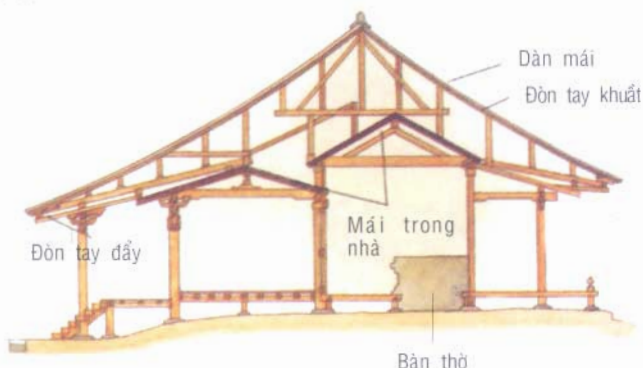 Dàn mái
Đòn tay khuất
Mái trong
nhà
Đòn tay đẩy
Bàn thờ